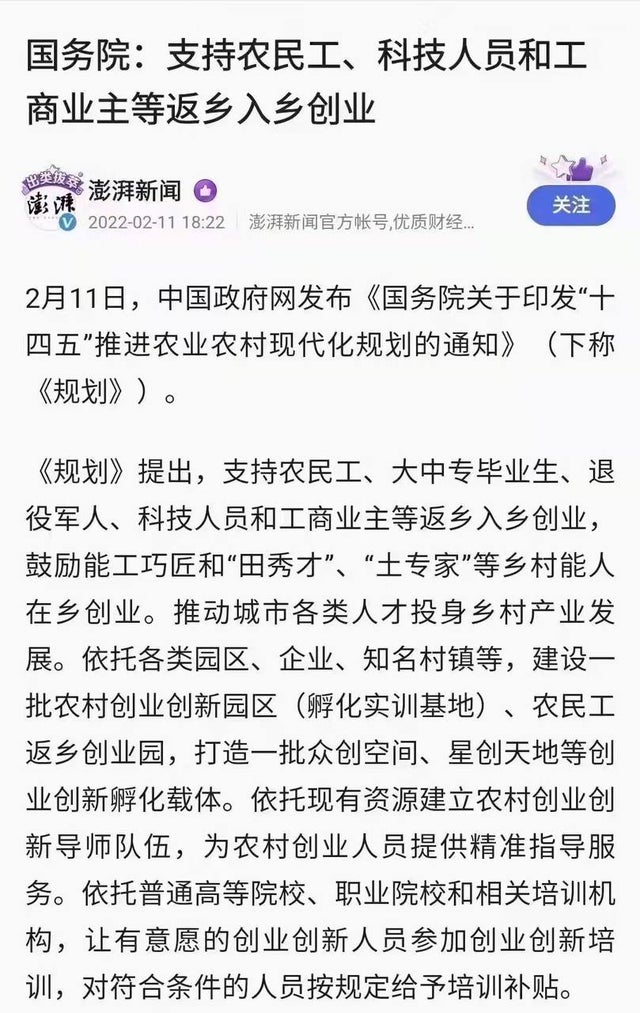 国务院：支持农民工、科技人员和工
商业主等返乡入乡创业
出类拔萃
澎湃
澎湃新闻
2022-02-11 18:22
澎湃新闻官方帐号,优质财经...
关注
2月11日，中国政府网发布《国务院关于印发“十
四五”推进农业农村现代化规划的通知》（下称
《规划》）。
《规划》提出，支持农民工、大中专毕业生、退
役军人、科技人员和工商业主等返乡入乡创业，
鼓励能工巧匠和“田秀才”、“土专家”等乡村能人
在乡创业。推动城市各类人才投身乡村产业发
展。依托各类园区、企业、知名村镇等，建设一
批农村创业创新园区（孵化实训基地）、农民工
返乡创业园，打造一批众创空间、星创天地等创
业创新孵化载体。依托现有资源建立农村创业创
新导师队伍，为农村创业人员提供精准指导服
务。依托普通高等院校、职业院校和相关培训机
构，让有意愿的创业创新人员参加创业创新培
训，对符合条件的人员按规定给予培训补贴。